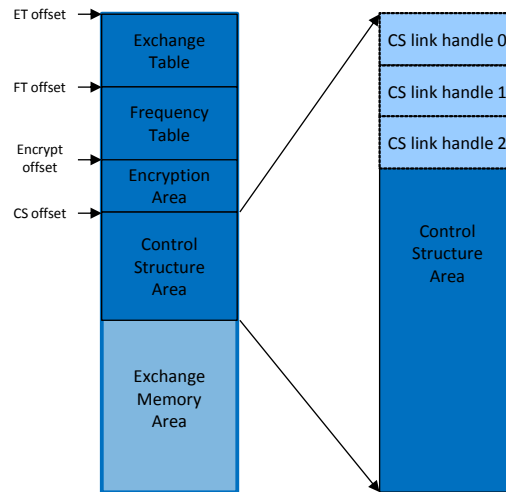 ET offset
FT offset
Encrypt
offset
CS offset
Exchange
Table
Frequency
Table
Encryption
Area
Control
Structure
Area
Exchange
Memory
Area
CS link handle 0
CS link handle 1
CS link handle 2
Control
Structure
Area